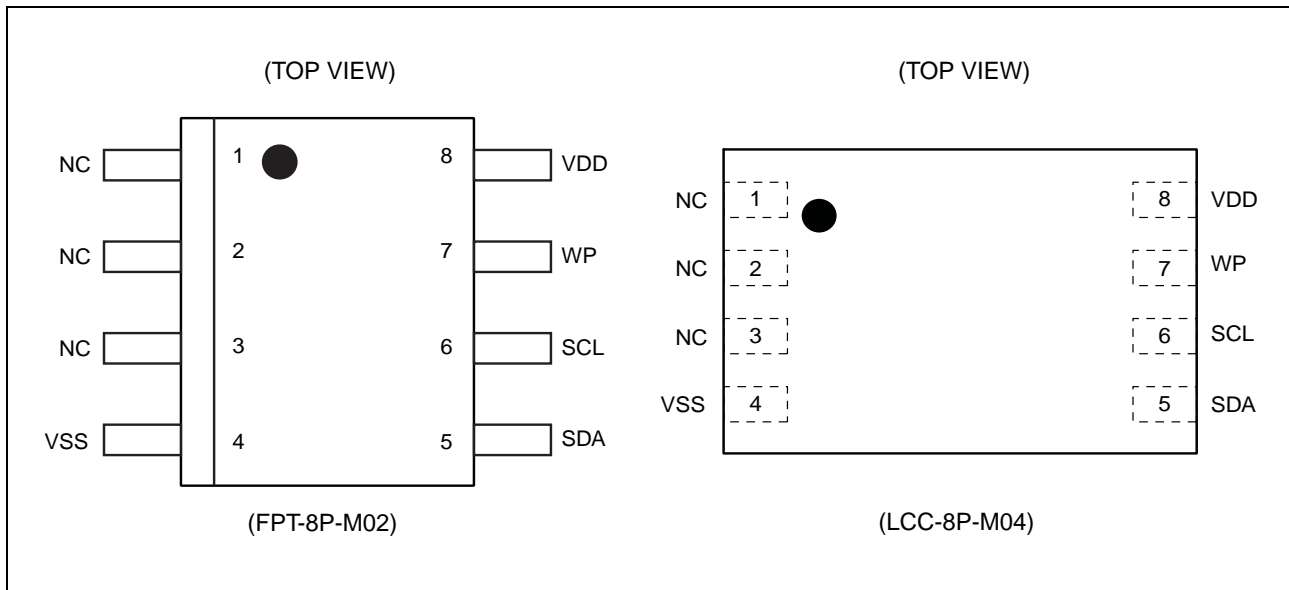 (TOP VIEW)
NC 1 8 VDD
NC 2 7 WP
NC 3 6 SCL
VSS 4 5 SDA
(FPT-8P-M02)
(TOP VIEW)
NC 1 8 VDD
NC 2 7 WP
NC 3 6 SCL
VSS 4 5 SDA
(LCC-8P-M04)